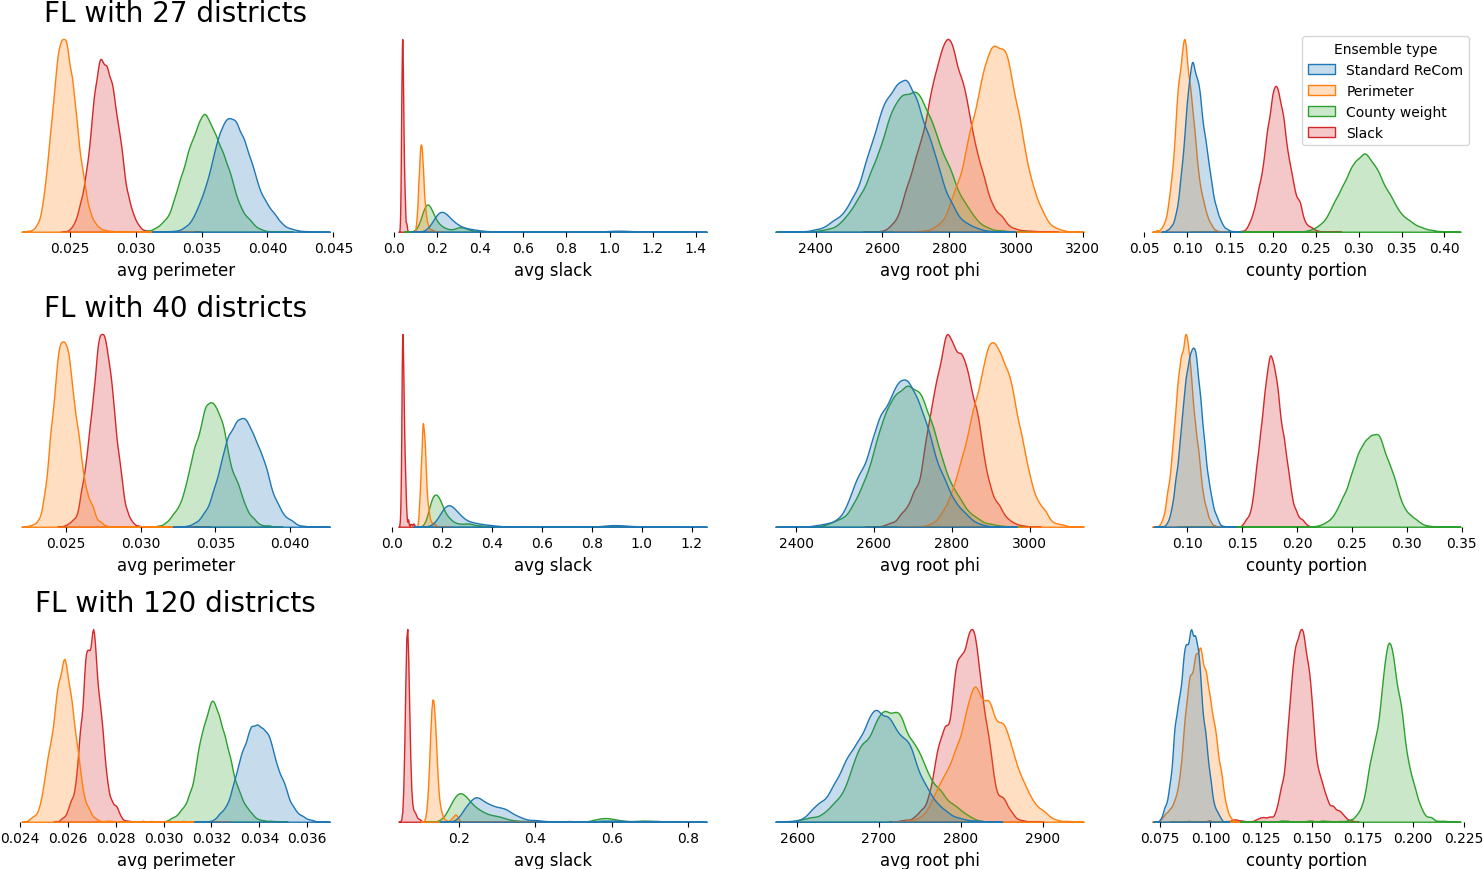 FL with 27 districts
Ensemble type
Standard ReCom
Perimeter
County weight
Slack
0.025 0.030 0.035 0.040 0.045
0.0 0.2 0.4 0.6 0.8 1.0 1.2 1.4
2400 2600 2800 3000 3200
0.05 0.10 0.15 0.20 0.25 0.30 0.35 0.40
avg perimeter avg slack avg root phi county portion
FL with 40 districts
0.025 0.030 0.035 0.040
0.0 0.2 0.4 0.6 0.8 1.0 1.2
2400 2600 2800 3000
0.10 0.15 0.20 0.25 0.30 0.35
avg perimeter avg slack avg root phi county portion
FL with 120 districts
0.024 0.026 0.028 0.030 0.032 0.034 0.036
0.2 0.4 0.6 0.8
2600 2700 2800 2900
0.075 0.100 0.125 0.150 0.175 0.200 0.225
avg perimeter avg slack avg root phi county portion